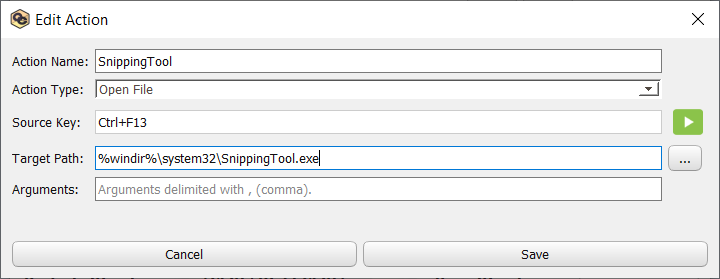 Edit Action
Action Name: SnippingTool
Action Type: Open File
Source Key: Ctrl+F13
Target Path: %windir%\system32\SnippingTool.exe ...
Arguments: Arguments delimited with , (comma).
Cancel Save